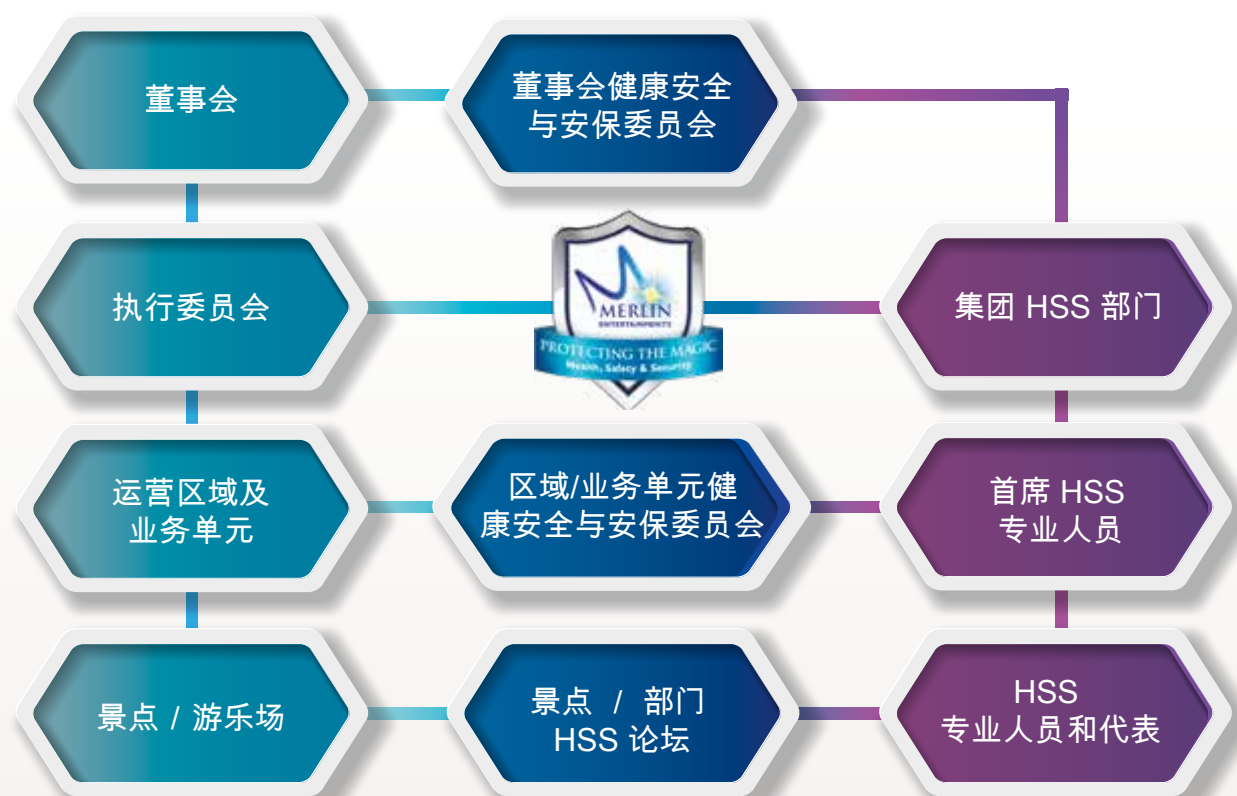 董事会
董事会健康安全
与安保委员会
执行委员会
MERLIN
ENTERTAINMENTS
PROTECTING THE MAGIC
Health, Safety & Security
集团 HSS 部门
运营区域及
业务单元
区域/业务单元健
康安全与安保委员会
首席 HSS
专业人员
景点 / 游乐场
景点 / 部门
HSS 论坛
HSS
专业人员和代表